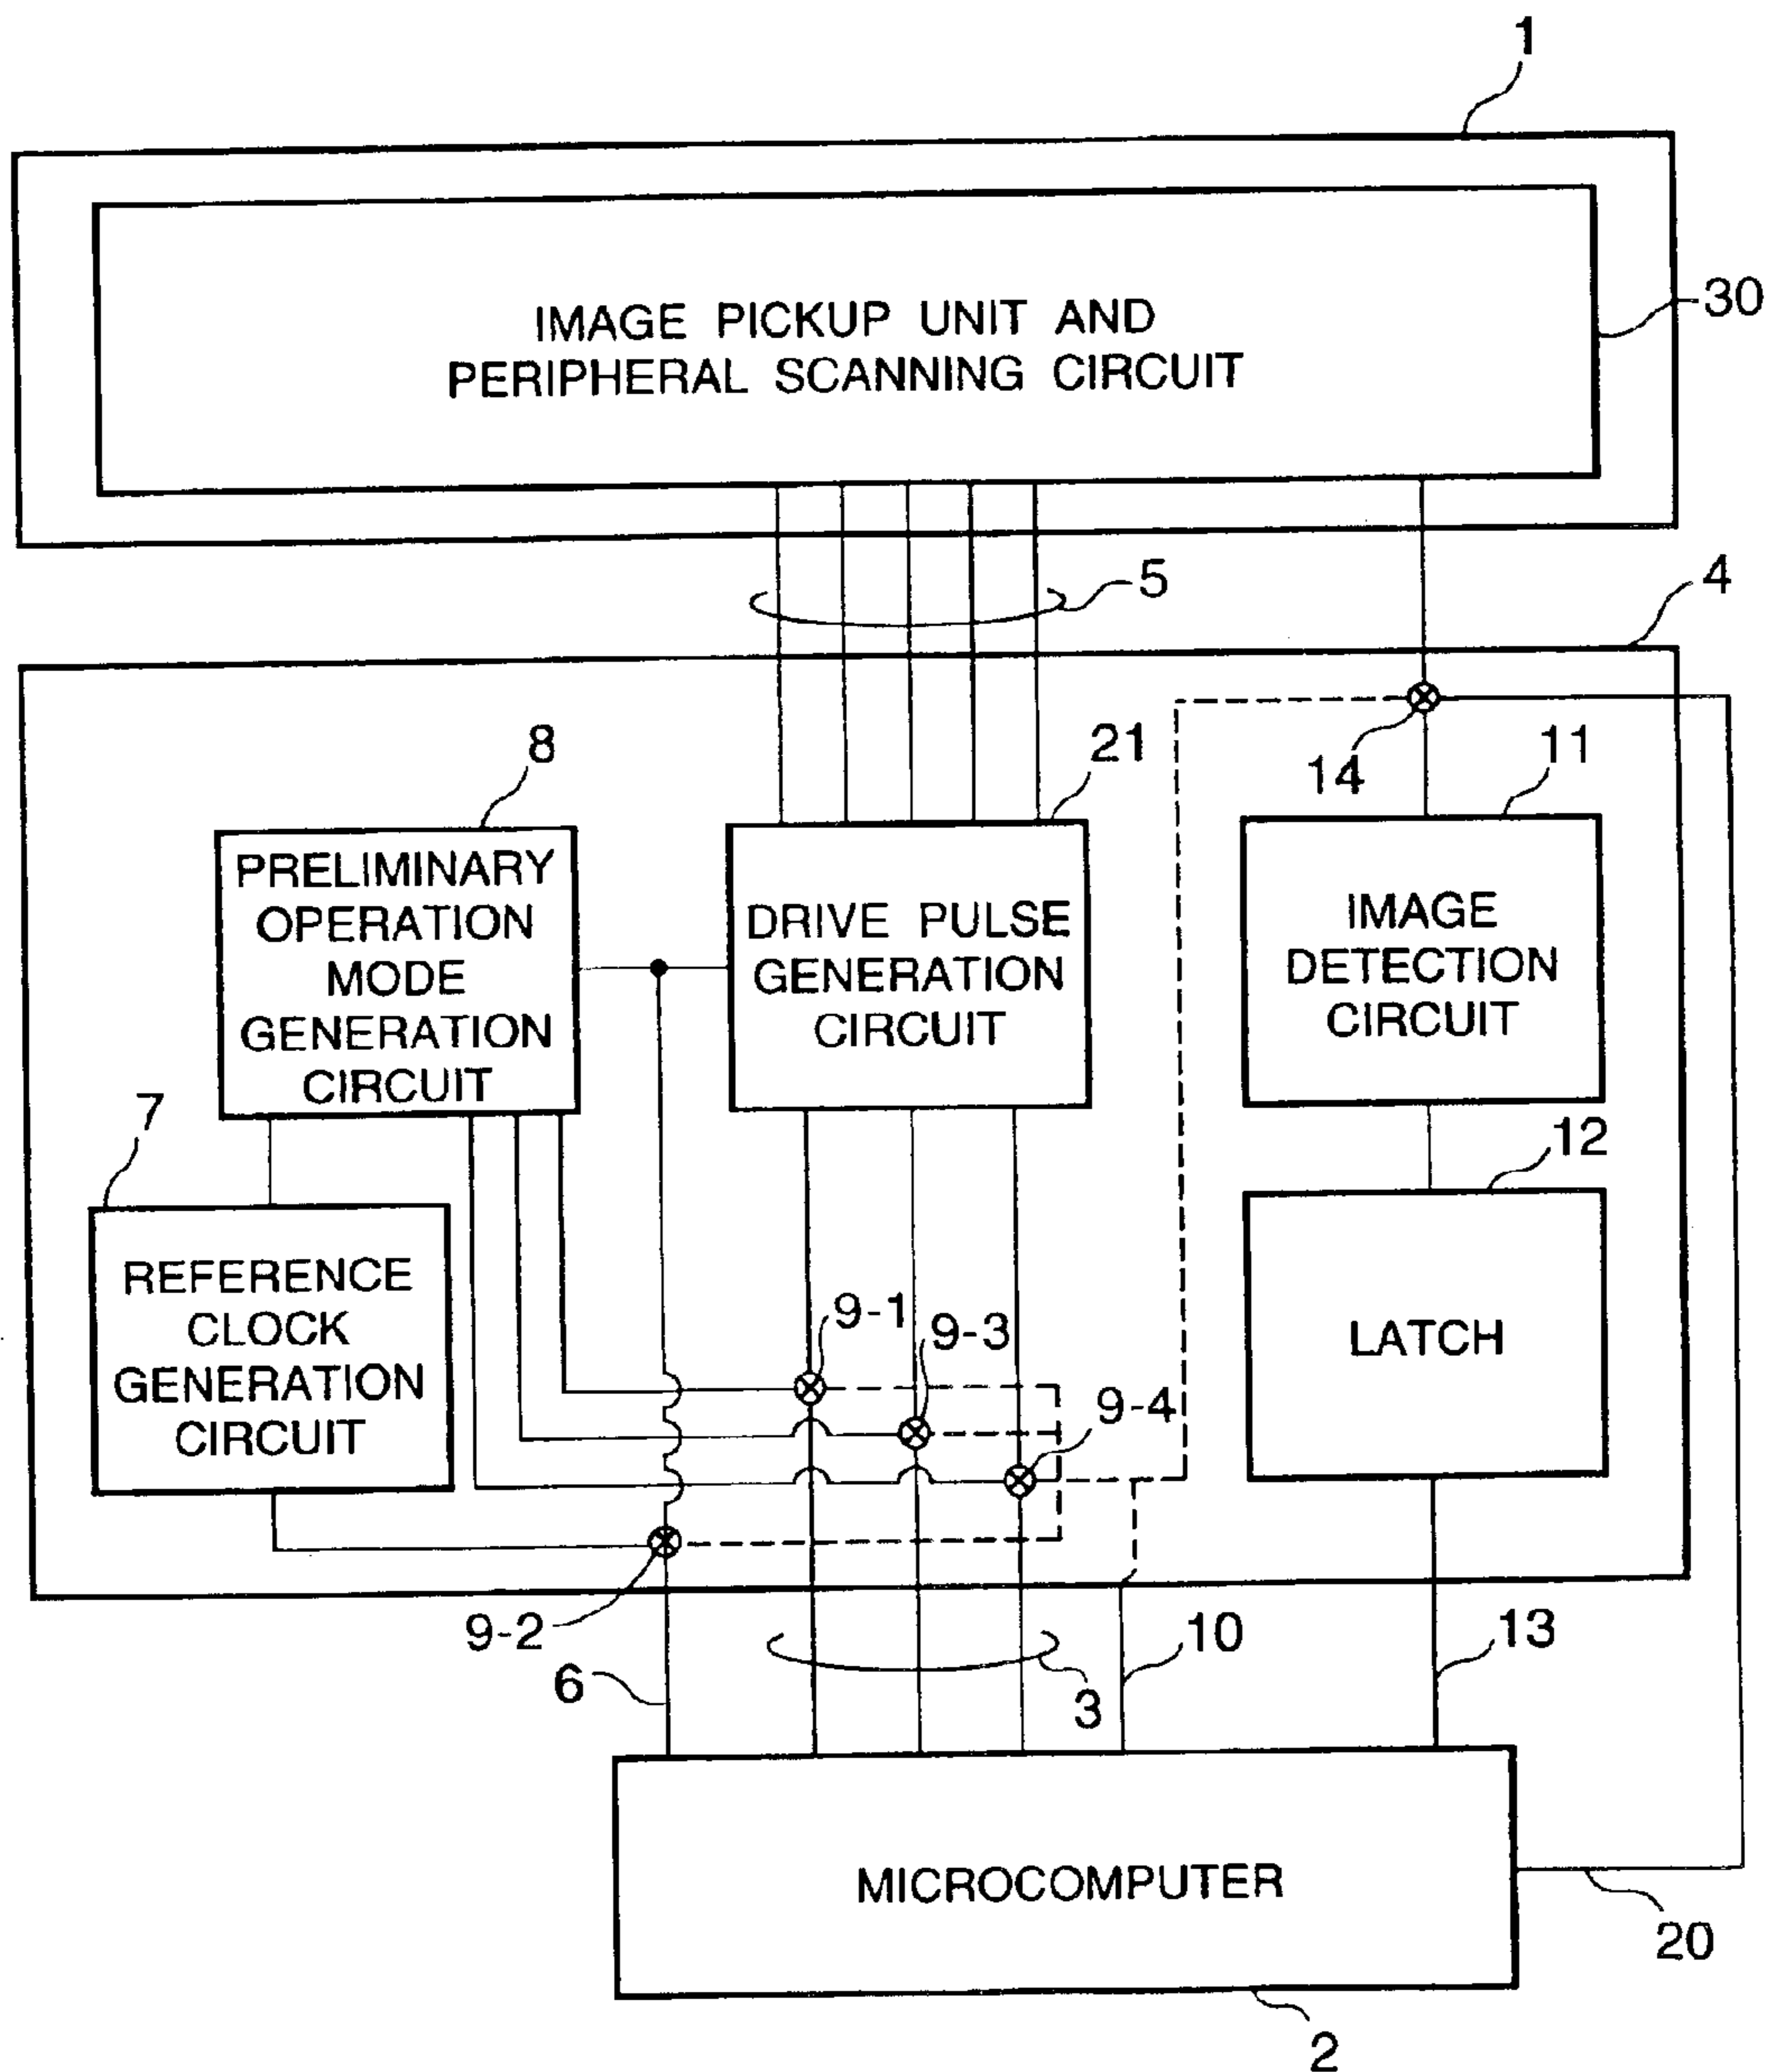 1
IMAGE PICKUP UNIT AND
PERIPHERAL SCANNING CIRCUIT
30
5
4
14
8
21
11
PRELIMINARY
OPERATION
MODE
GENERATION
CIRCUIT
DRIVE PULSE
GENERATION
CIRCUIT
IMAGE
DETECTION
CIRCUIT
7
12
REFERENCE
CLOCK
GENERATION
CIRCUIT
9-1
9-3
9-4
LATCH
9-2
6
3
10
13
MICROCOMPUTER
20
2